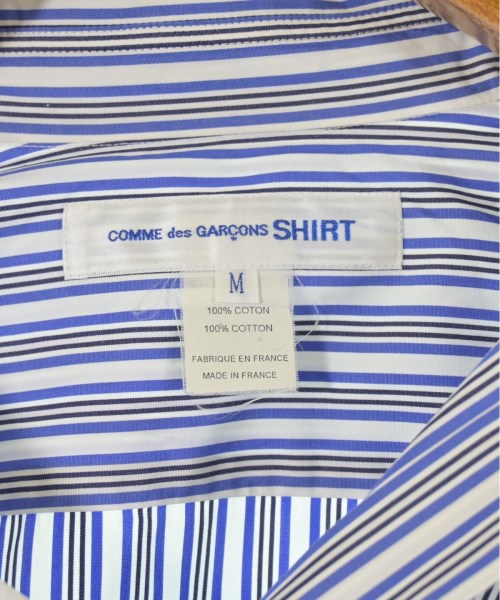 COMME des GARÇONS SHIRT
M
100% COTON
100% COTTON
FABRIQUE EN FRANCE
MADE IN FRANCE